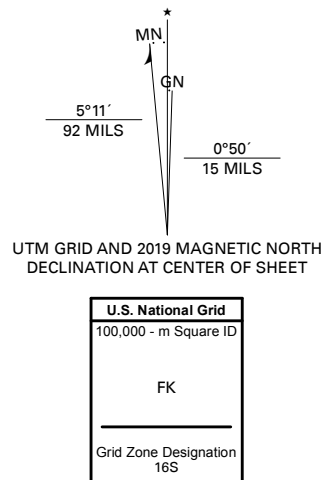 ★
MN
GN
5°11´
92 MILS
0°50´
15 MILS
UTM GRID AND 2019 MAGNETIC NORTH
DECLINATION AT CENTER OF SHEET
U.S. National Grid
100,000 - m Square ID
FK
Grid Zone Designation
16S